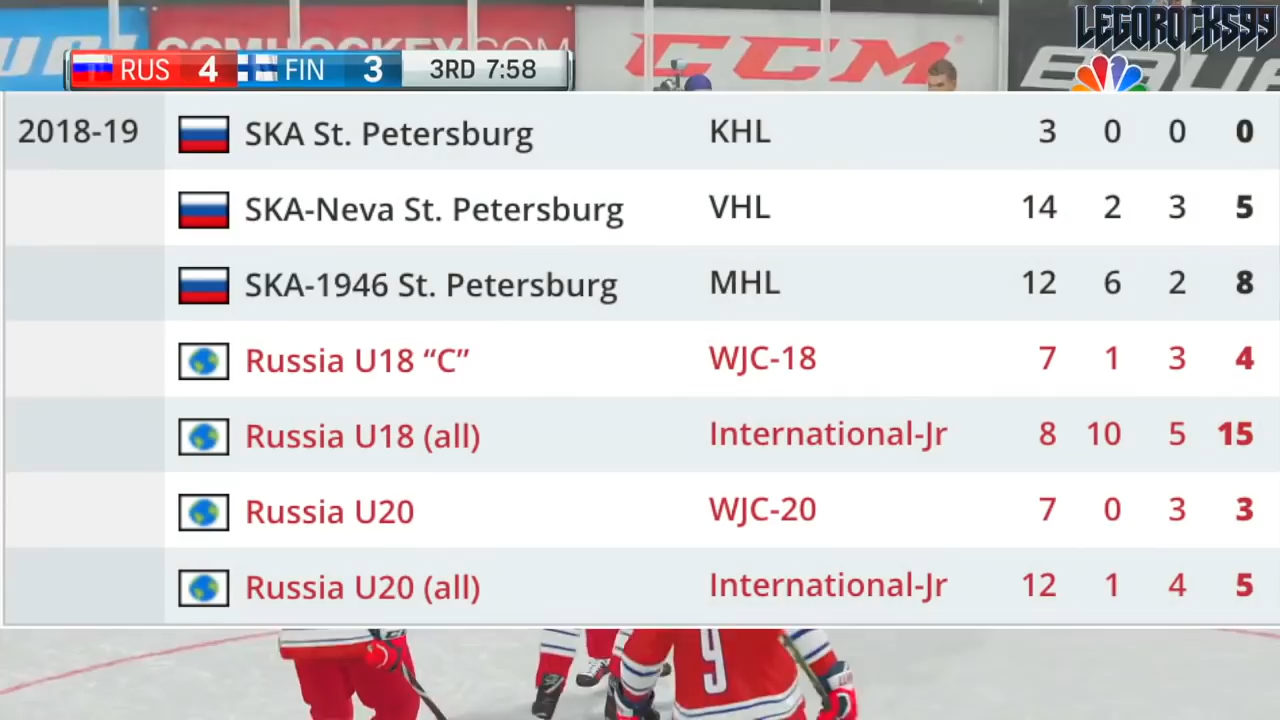 LEGOROCKS99
COMHOCKEY.COM
CCM
RUS 4 FIN 3 3RD 7:58
2018-19 SKA St. Petersburg KHL 3 0 0 0
SKA-Neva St. Petersburg VHL 14 2 3 5
SKA-1946 St. Petersburg MHL 12 6 2 8
Russia U18 “C” WJC-18 7 1 3 4
Russia U18 (all) International-Jr 8 10 5 15
Russia U20 WJC-20 7 0 3 3
Russia U20 (all) International-Jr 12 1 4 5
9